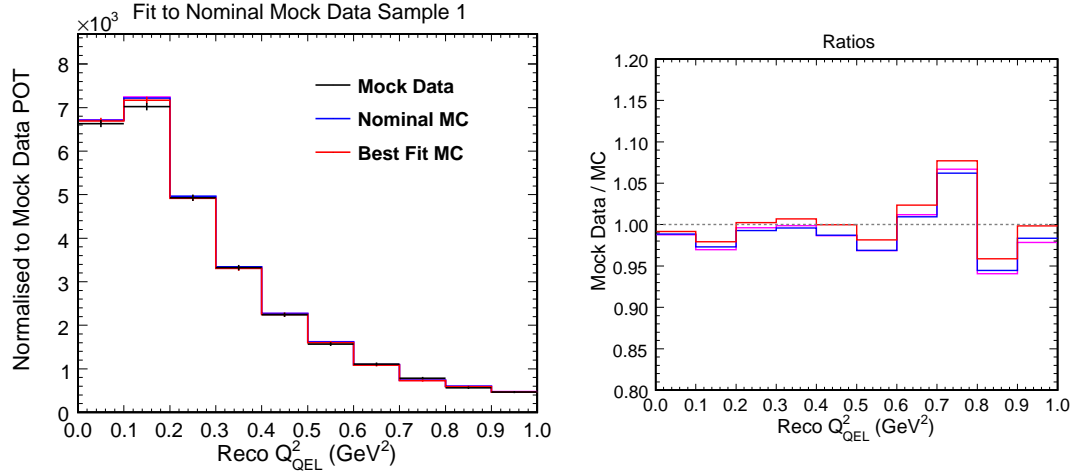 ×10³ Fit to Nominal Mock Data Sample 1
Normalised to Mock Data POT
8
7
6
5
4
3
2
1
0
Mock Data
Nominal MC
Best Fit MC
0.0 0.1 0.2 0.3 0.4 0.5 0.6 0.7 0.8 0.9 1.0
Reco Q²QEL (GeV²)
Ratios
Mock Data / MC
1.20
1.15
1.10
1.05
1.00
0.95
0.90
0.85
0.80
0.0 0.1 0.2 0.3 0.4 0.5 0.6 0.7 0.8 0.9 1.0
Reco Q²QEL (GeV²)